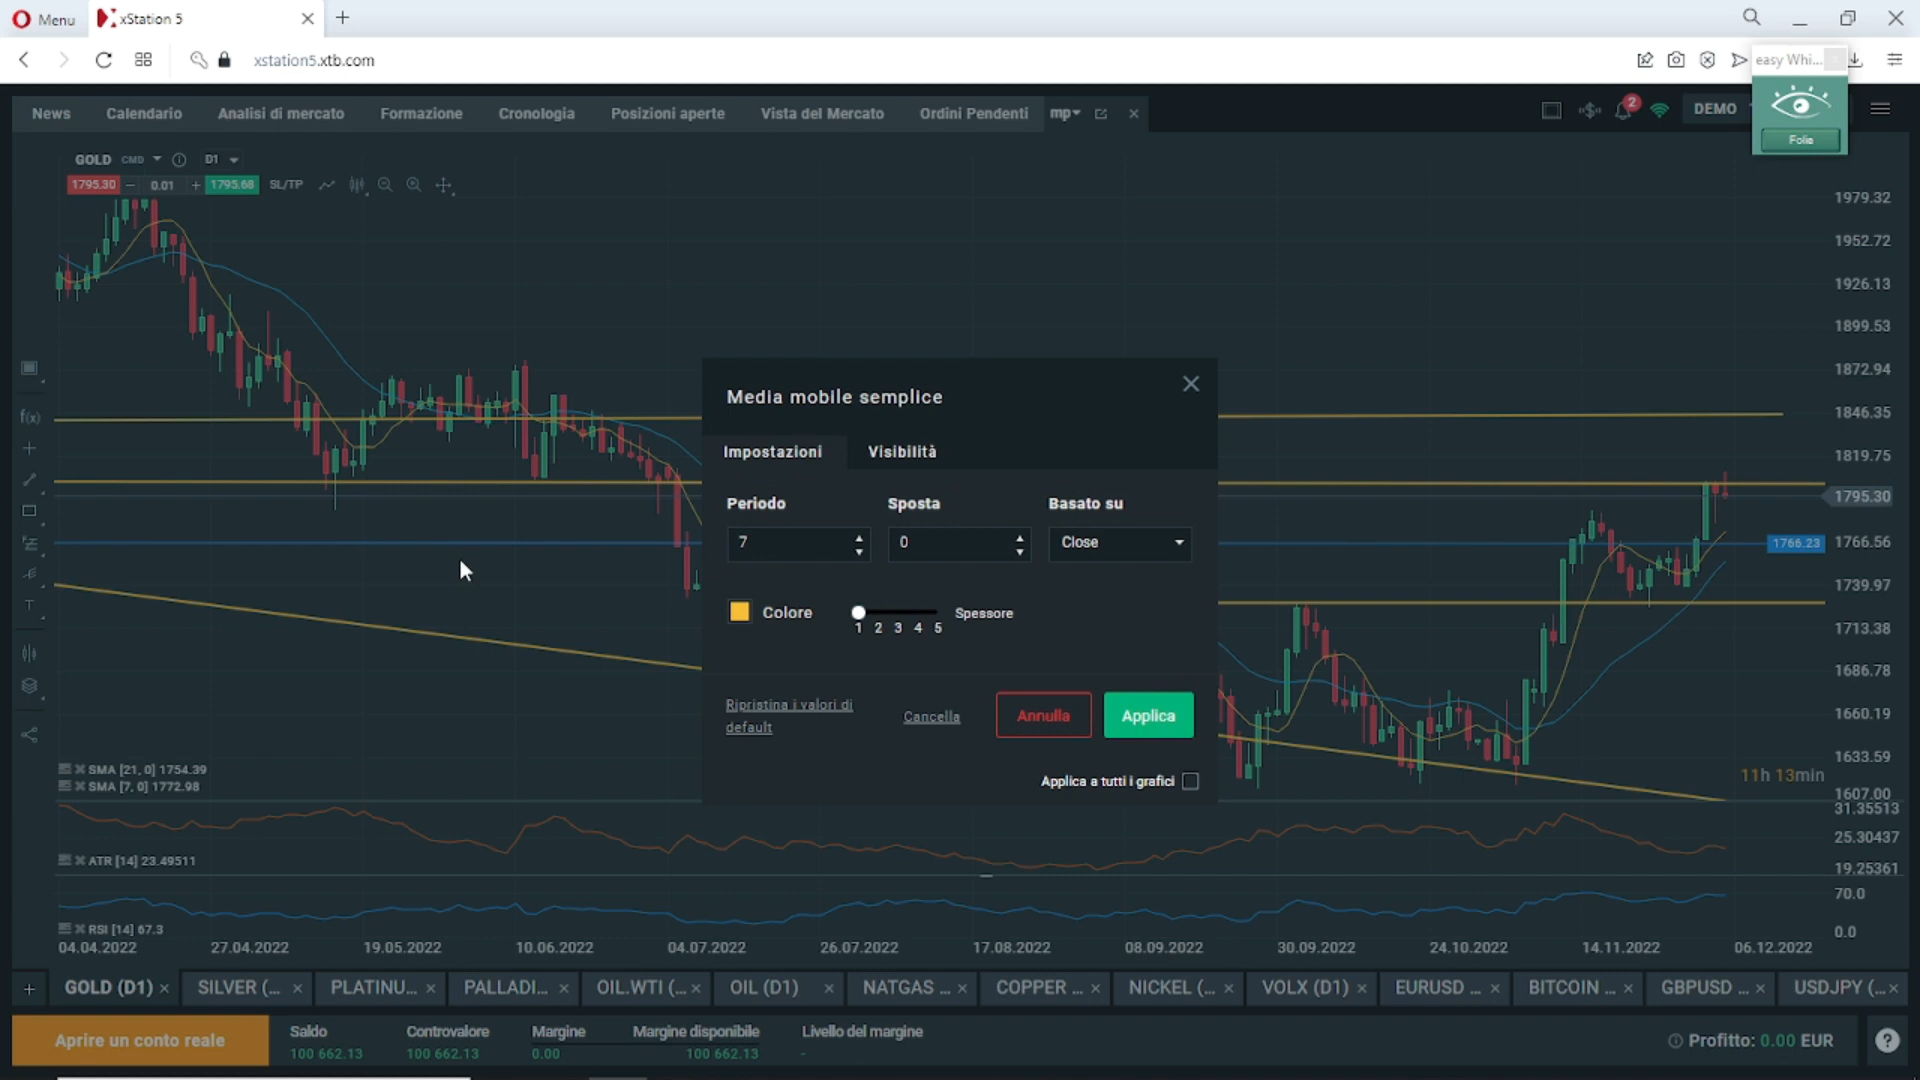 Menu
xStation 5
xstation5.xtb.com
easy Whi...
News
Calendario
Analisi di mercato
Formazione
Cronologia
Posizioni aperte
Vista del Mercato
Ordini Pendenti
mp
2
DEMO
Folie
GOLD CMD
D1
1795.30
0.01
1795.68
SL/TP
1979.32
1952.72
1926.13
1899.53
1872.94
1846.35
1819.75
1795.30
1766.23
1766.56
1739.97
1713.38
1686.78
1660.19
1633.59
11h 13min
1607.00
f(x)
T
Media mobile semplice
Impostazioni
Visibilità
Periodo
Sposta
Basato su
7
0
Close
Colore
Spessore
1 2 3 4 5
Ripristina i valori di
default
Cancella
Annulla
Applica
Applica a tutti i grafici
SMA [21, 0] 1754.39
SMA [7, 0] 1772.98
31.35513
25.30437
19.25361
ATR [14] 23.49511
70.0
0.0
RSI [14] 67.3
04.04.2022
27.04.2022
19.05.2022
10.06.2022
04.07.2022
26.07.2022
17.08.2022
08.09.2022
30.09.2022
24.10.2022
14.11.2022
06.12.2022
GOLD (D1)
SILVER (...
PLATINU...
PALLADI...
OIL.WTI (...
OIL (D1)
NATGAS ...
COPPER ...
NICKEL (...
VOLX (D1)
EURUSD ...
BITCOIN ...
GBPUSD ...
USDJPY (...
Aprire un conto reale
Saldo
100 662.13
Controvalore
100 662.13
Margine
0.00
Margine disponibile
100 662.13
Livello del margine
-
Profitto: 0.00 EUR
?